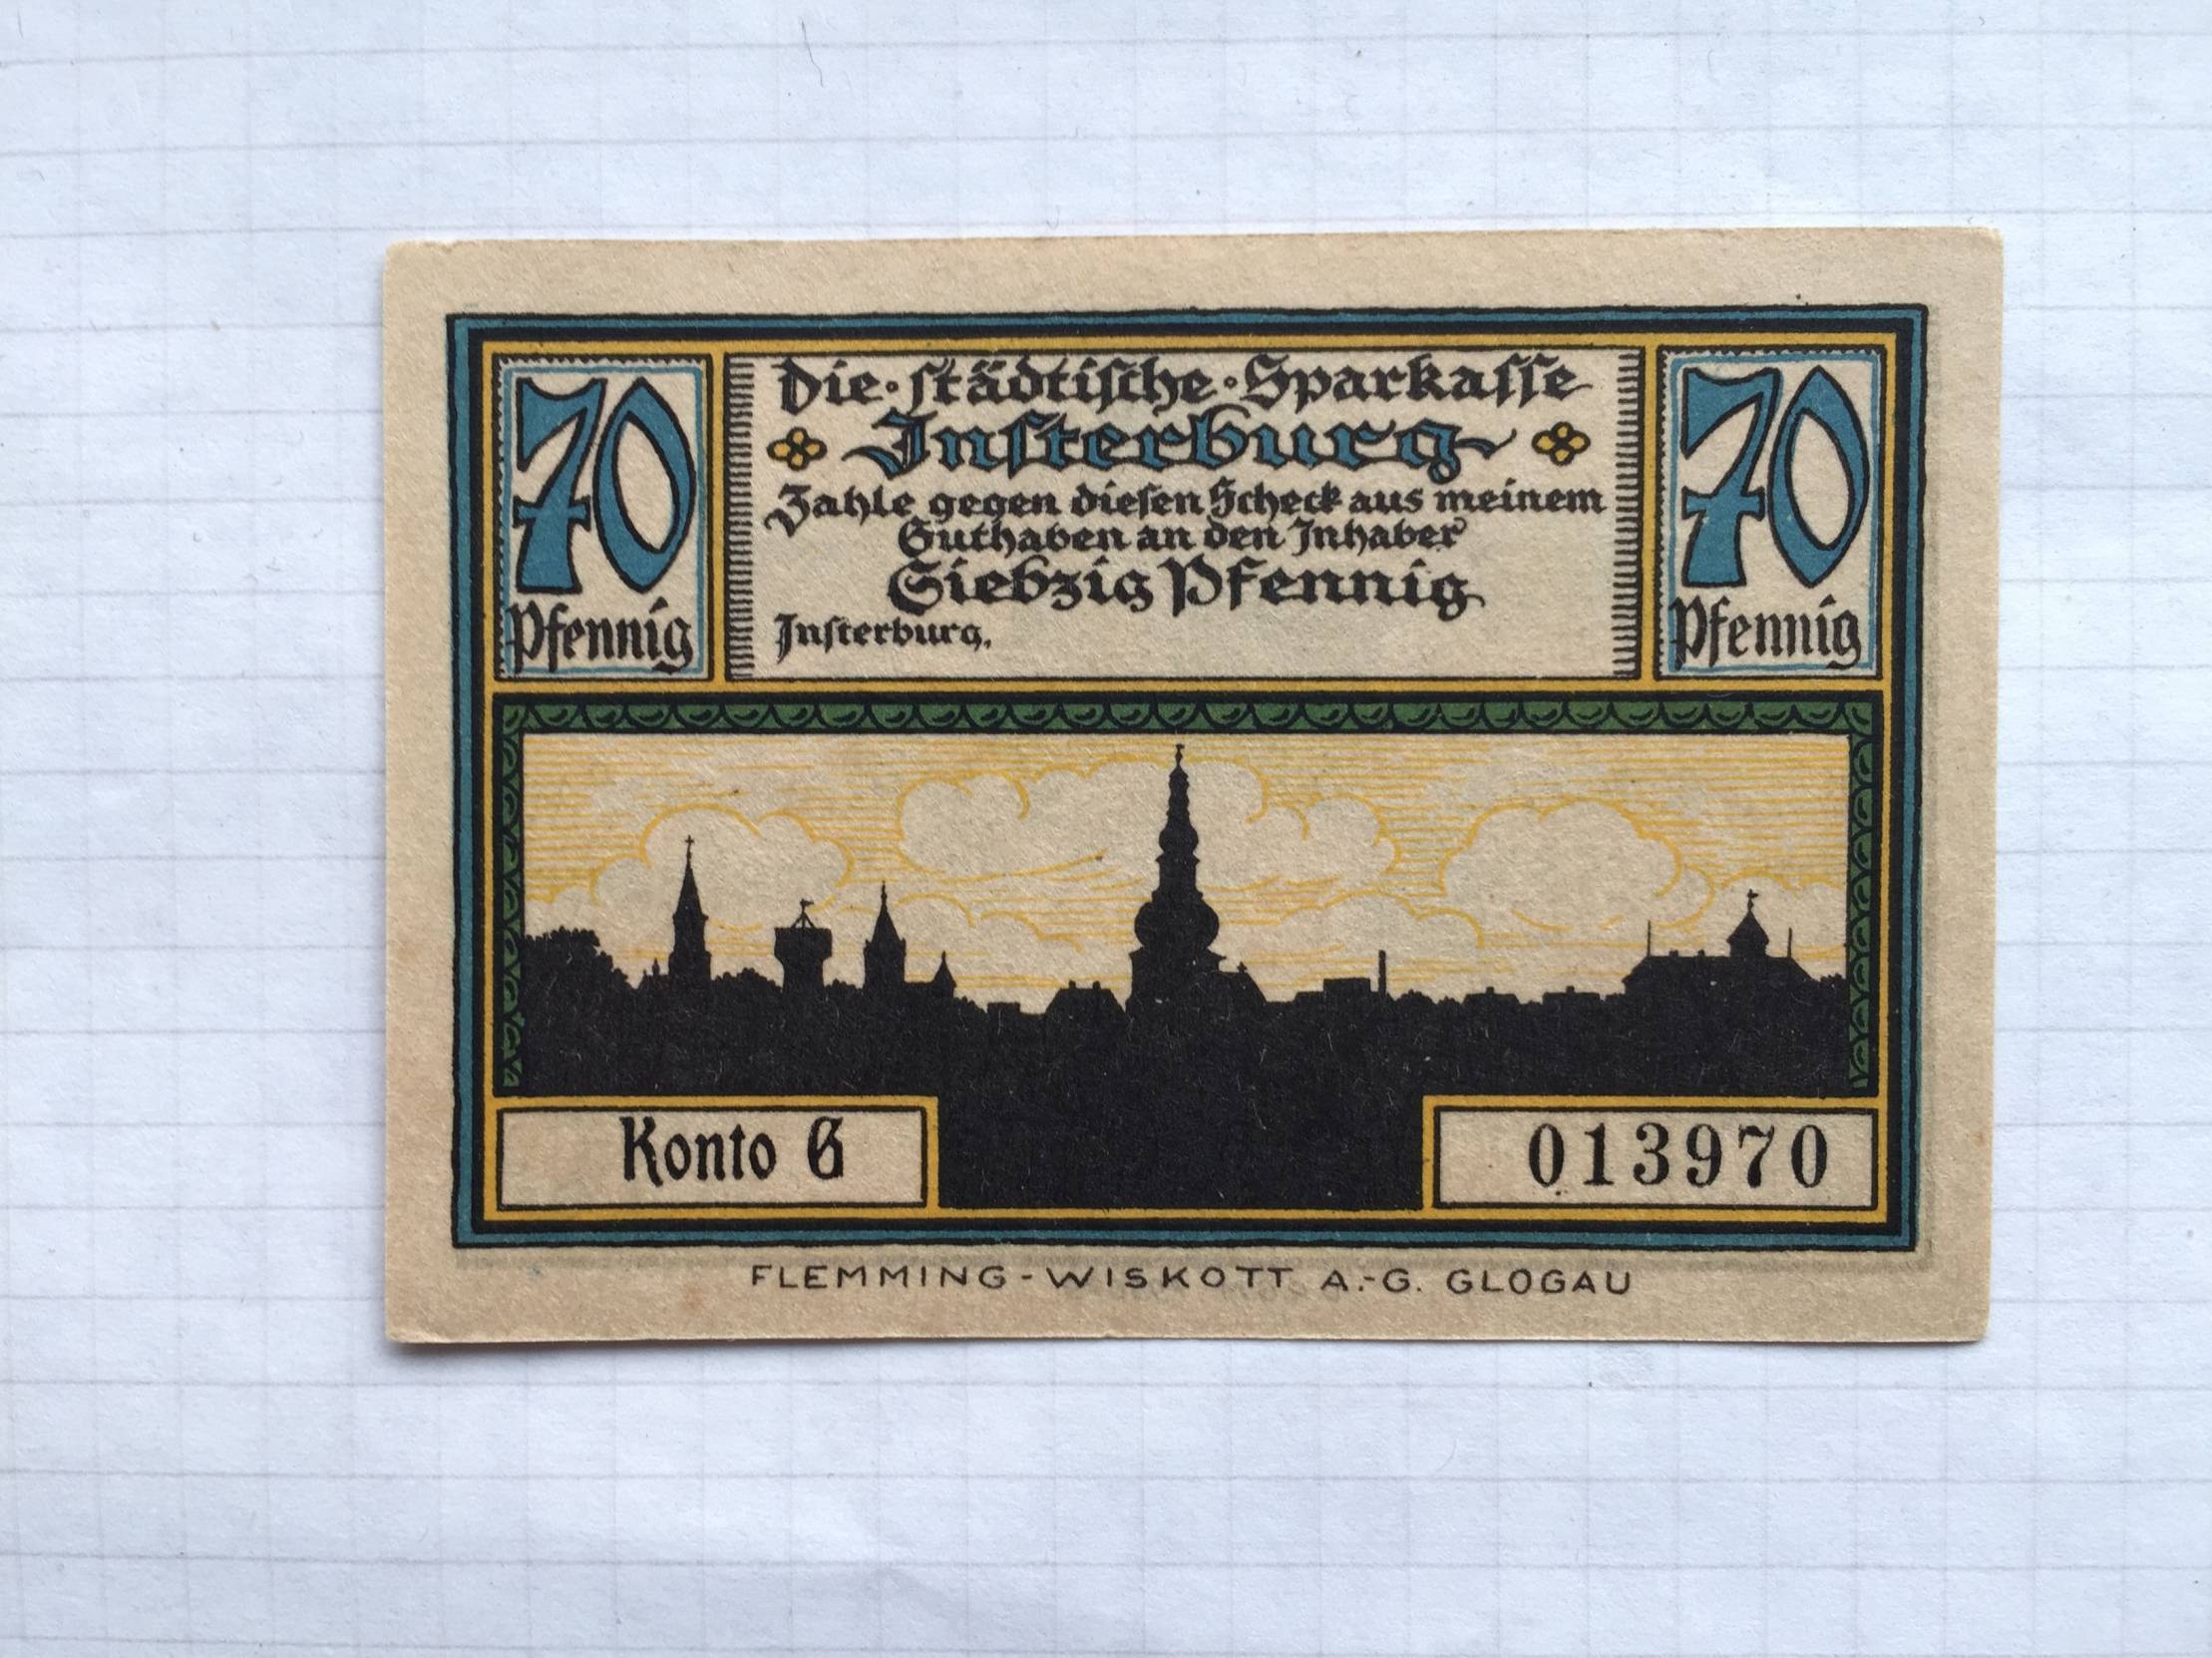 70
Pfennig
Die·städtische·Sparkasse
Insterburg
Zahle gegen diesen Scheck aus meinem
Guthaben an den Inhaber
Siebzig Pfennig
Insterburg.
70
Pfennig
Konto G
013970
FLEMMING-WISKOTT A.-G. GLOGAU